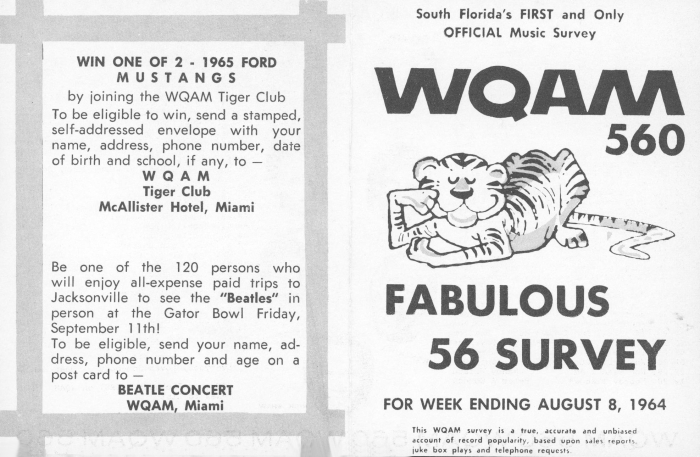 WIN ONE OF 2 - 1965 FORD
MUSTANGS
by joining the WQAM Tiger Club
To be eligible to win, send a stamped,
self-addressed envelope with your
name, address, phone number, date
of birth and school, if any, to —
WQAM
Tiger Club
McAllister Hotel, Miami
Be one of the 120 persons who
will enjoy all-expense paid trips to
Jacksonville to see the "Beatles" in
person at the Gator Bowl Friday,
September 11th!
To be eligible, send your name, ad-
dress, phone number and age on a
post card to —
BEATLE CONCERT
WQAM, Miami
South Florida's FIRST and Only
OFFICIAL Music Survey
WQAM
560
FABULOUS
56 SURVEY
FOR WEEK ENDING AUGUST 8, 1964
This WQAM survey is a true, accurate and unbiased
account of record popularity, based upon sales reports,
juke box plays and telephone requests.